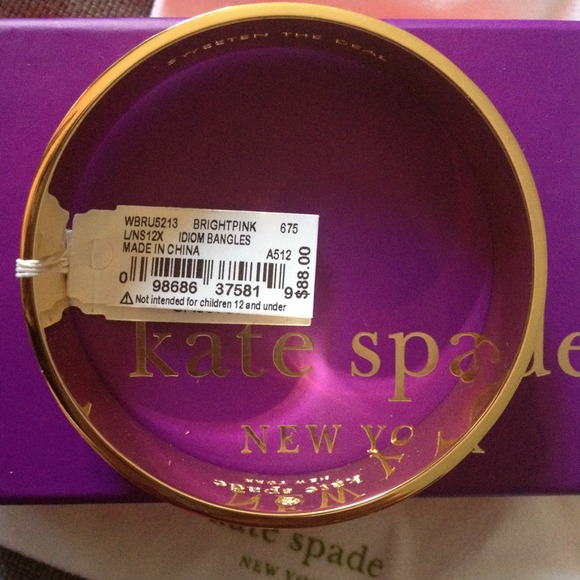 SWEETEN THE DEAL
WBRU5213 BRIGHTPINK 675
L/NS12X IDIOM BANGLES
MADE IN CHINA A512
0 98686 37581 9
$88.00
⚠ Not intended for children 12 and under
kate spade
NEW YO
kate spade
NEW YORK
kate spade
NEW YORK